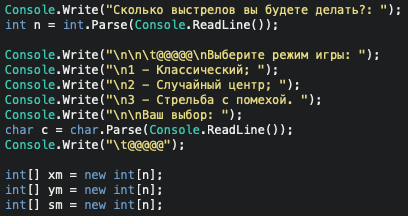 Console.Write("Сколько выстрелов вы будете делать?: ");
int n = int.Parse(Console.ReadLine());
Console.Write("\n\n\t@@@@@\nВыберите режим игры: ");
Console.Write("\n1 - Классический; ");
Console.Write("\n2 - Случайный центр; ");
Console.Write("\n3 - Стрельба с помехой. ");
Console.Write("\n\nВаш выбор: ");
char c = char.Parse(Console.ReadLine());
Console.Write("\t@@@@@");
int[] xm = new int[n];
int[] ym = new int[n];
int[] sm = new int[n];